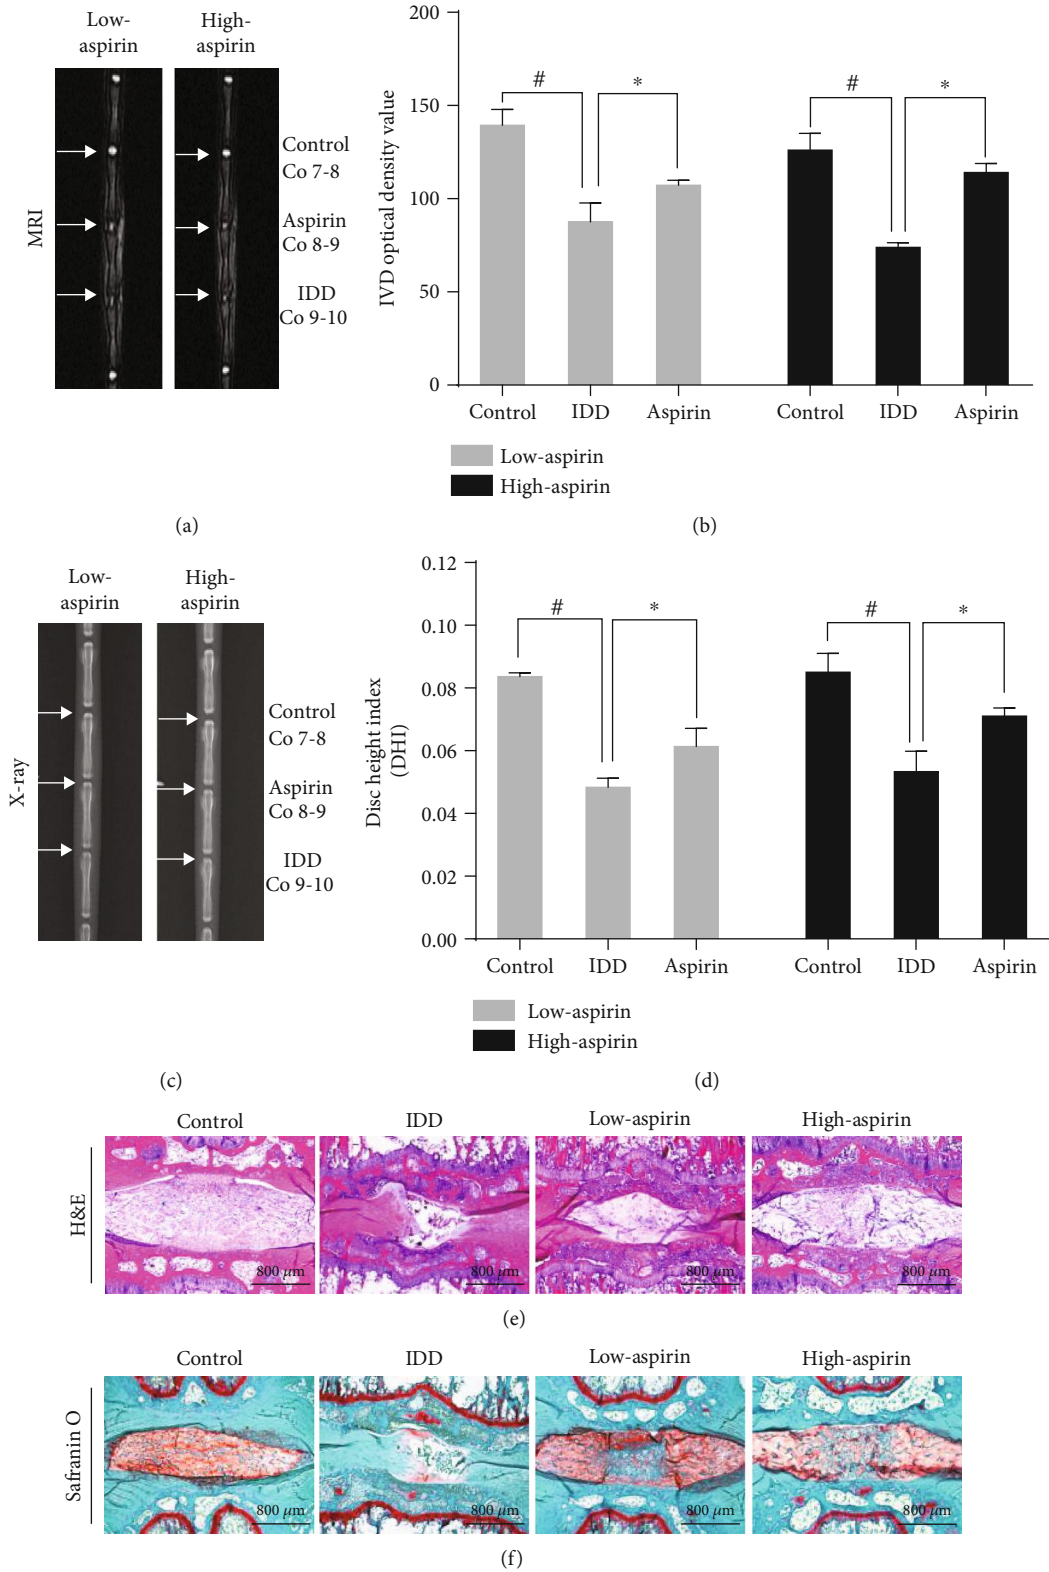 Low-
aspirin
High-
aspirin
MRI
Control
Co 7-8
Aspirin
Co 8-9
IDD
Co 9-10
(a)
IVD optical density value
200
150
100
50
0
#
*
#
*
Control
IDD
Aspirin
Control
IDD
Aspirin
Low-aspirin
High-aspirin
(b)
Low-
aspirin
High-
aspirin
X-ray
Control
Co 7-8
Aspirin
Co 8-9
IDD
Co 9-10
(c)
Disc height index
(DHI)
0.12
0.10
0.08
0.06
0.04
0.02
0.00
#
*
#
*
Control
IDD
Aspirin
Control
IDD
Aspirin
Low-aspirin
High-aspirin
(d)
Control
IDD
Low-aspirin
High-aspirin
H&E
800 μm
800 μm
800 μm
800 μm
(e)
Control
IDD
Low-aspirin
High-aspirin
Safranin O
800 μm
800 μm
800 μm
800 μm
(f)